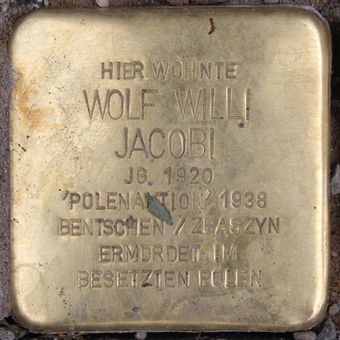 HIER WOHNTE
WOLF WILLI
JACOBI
JG. 1920
'POLENAKTION' 1938
BENTSCHEN / ZBASZYN
ERMORDET IM
BESETZTEN POLEN